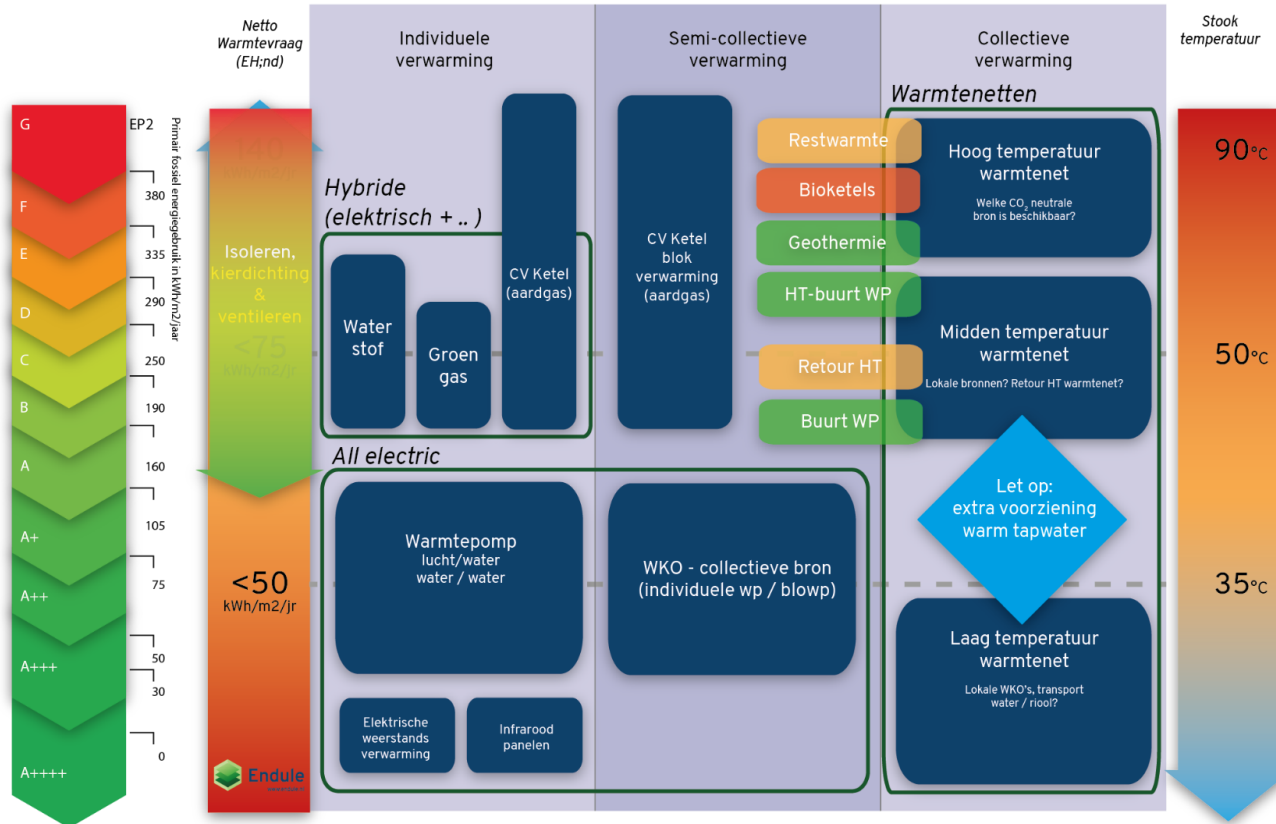 Netto
Warmtevraag
(EH;nd)
Individuele
verwarming
Semi-collectieve
verwarming
Collectieve
verwarming
Stook
temperatuur
G
F
E
D
C
B
A
A+
A++
A+++
A++++
EP2
380
335
290
250
190
160
105
75
50
30
0
Primair fossiel energiegebruik in kWh/m2/jaar
140
kWh/m2/jr
Isoleren,
kierdichting
&
ventileren
<75
kWh/m2/jr
<50
kWh/m2/jr
Endule
Hybride
(elektrisch + .. )
Water
stof
Groen
gas
CV Ketel
(aardgas)
CV Ketel
blok
verwarming
(aardgas)
Restwarmte
Bioketels
Geothermie
HT-buurt WP
Retour HT
Buurt WP
Warmtenetten
Hoog temperatuur
warmtenet
Welke CO2 neutrale
bron is beschikbaar?
Midden temperatuur
warmtenet
Lokale bronnen? Retour HT warmtenet?
Let op:
extra voorziening
warm tapwater
Laag temperatuur
warmtenet
Lokale WKO's, transport
water / riool?
All electric
Warmtepomp
lucht/water
water / water
WKO - collectieve bron
(individuele wp / blowp)
Elektrische
weerstands
verwarming
Infrarood
panelen
90°C
50°C
35°C